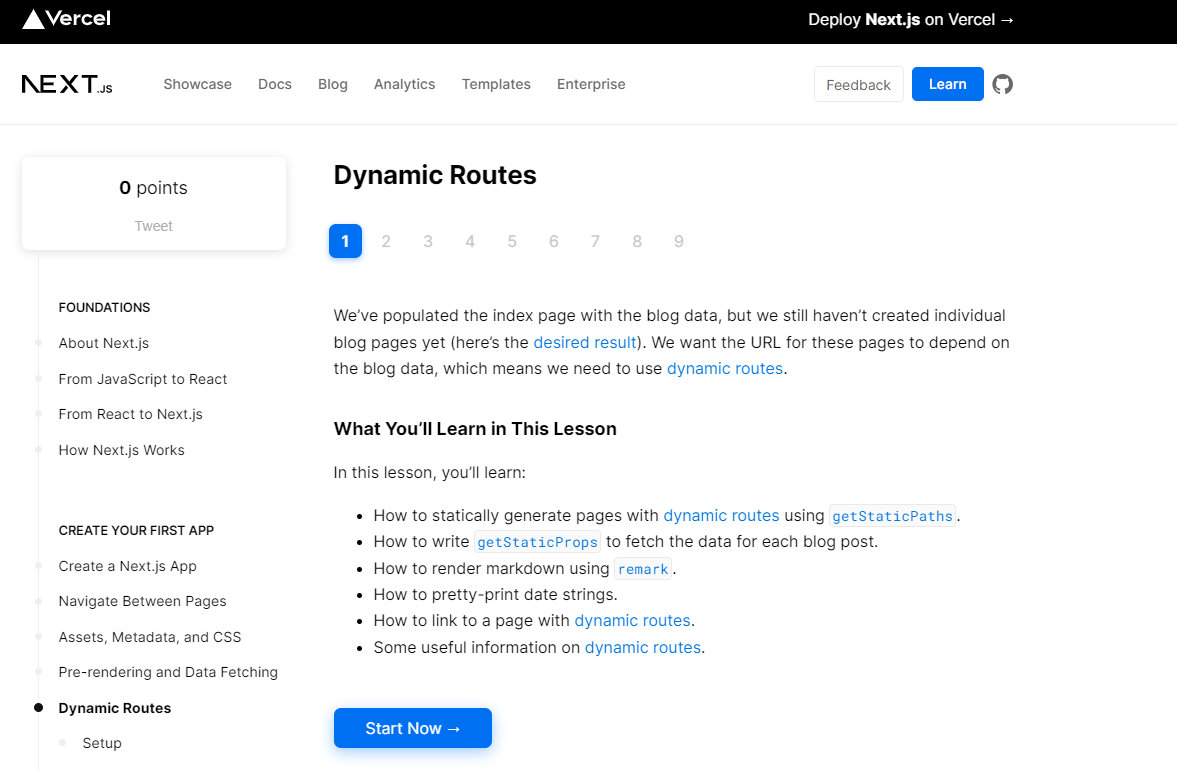 Vercel
Deploy Next.js on Vercel →
NEXT.JS
Showcase Docs Blog Analytics Templates Enterprise
Feedback
Learn
0 points
Tweet
FOUNDATIONS
About Next.js
From JavaScript to React
From React to Next.js
How Next.js Works
CREATE YOUR FIRST APP
Create a Next.js App
Navigate Between Pages
Assets, Metadata, and CSS
Pre-rendering and Data Fetching
Dynamic Routes
Setup
Dynamic Routes
1 2 3 4 5 6 7 8 9
We’ve populated the index page with the blog data, but we still haven’t created individual
blog pages yet (here’s the desired result). We want the URL for these pages to depend on
the blog data, which means we need to use dynamic routes.
What You’ll Learn in This Lesson
In this lesson, you’ll learn:
• How to statically generate pages with dynamic routes using getStaticPaths.
• How to write getStaticProps to fetch the data for each blog post.
• How to render markdown using remark.
• How to pretty-print date strings.
• How to link to a page with dynamic routes.
• Some useful information on dynamic routes.
Start Now →